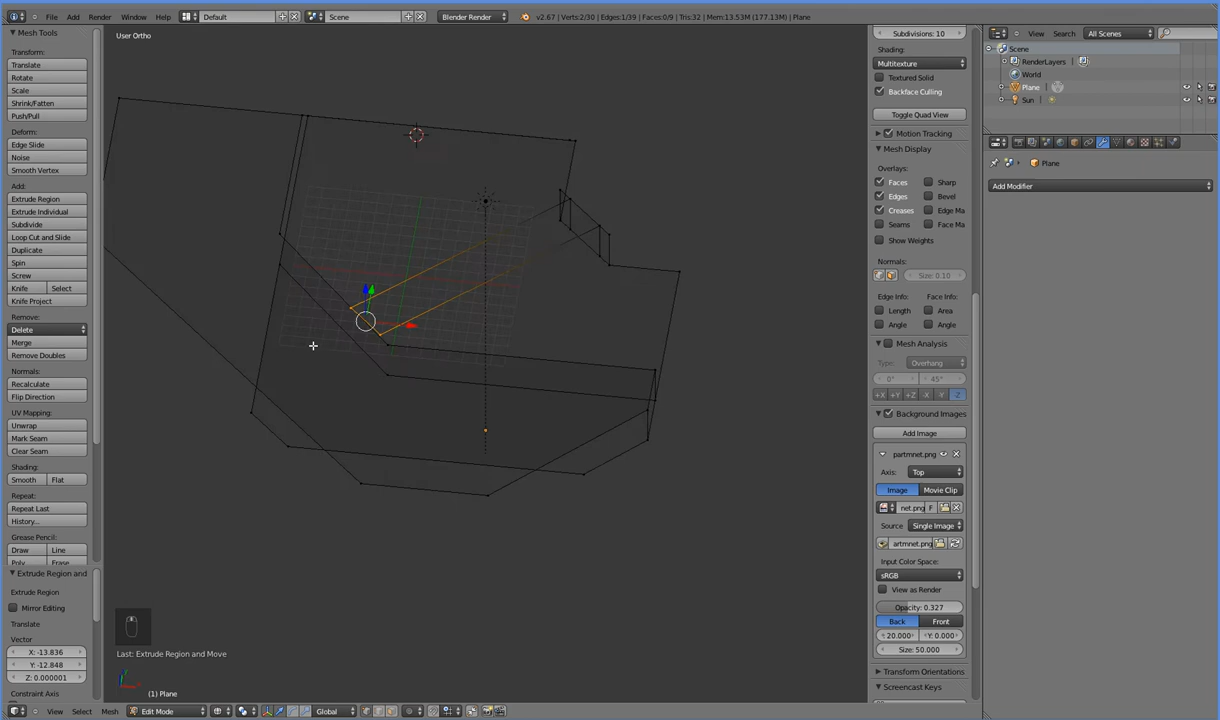 File Add Render Window Help Default Scene Blender Render v2.67 | Verts:2/30 | Edges:1/39 | Faces:0/9 | Tris:32 | Mem:13.53M (177.13M) | Plane
Mesh Tools
Transform:
Translate
Rotate
Scale
Shrink/Fatten
Push/Pull
Deform:
Edge Slide
Noise
Smooth Vertex
Add:
Extrude Region
Extrude Individual
Subdivide
Loop Cut and Slide
Duplicate
Spin
Screw
Knife Select
Knife Project
Remove:
Delete
Merge
Remove Doubles
Normals:
Recalculate
Flip Direction
UV Mapping:
Unwrap
Mark Seam
Clear Seam
Shading:
Smooth Flat
Repeat:
Repeat Last
History...
Grease Pencil:
Draw Line
Poly Erase
Extrude Region and
Extrude Region
Mirror Editing
Translate
Vector
X: -13.836
Y: -12.848
Z: 0.000001
Constraint Axis
User Ortho
Last: Extrude Region and Move
(1) Plane
View Select Mesh Edit Mode Global
Subdivisions: 10
Shading:
Multitexture
Textured Solid
Backface Culling
Toggle Quad View
Motion Tracking
Mesh Display
Overlays:
Faces Sharp
Edges Bevel
Creases Edge Ma
Seams Face Ma
Show Weights
Normals:
Size: 0.10
Edge Info: Face Info:
Length Area
Angle Angle
Mesh Analysis
Type: Overhang
0° 45°
+X +Y +Z -X -Y -Z
Background Images
Add Image
partmnet.png
Axis: Top
Image Movie Clip
net.png F
Source Single Image
artmnet.png
Input Color Space:
sRGB
View as Render
Opacity: 0.327
Back Front
20.000 Y: 0.000
Size: 50.000
Transform Orientations
Screencast Keys
View Search All Scenes
Scene
RenderLayers
World
Plane
Sun
Plane
Add Modifier